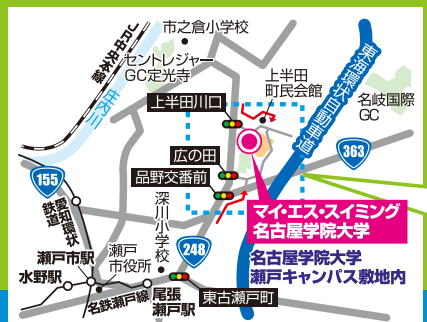 市之倉小学校
JR中央本線
セントレジャー
GC定光寺
庄内川
上半田
町民会館
東海環状自動車道
名岐国際
GC
上半田川口
363
広の田
155
品野交番前
愛知環状
鉄道
深川小学校
マイ・エス・スイミング
名古屋学院大学
瀬戸
市役所
248
名古屋学院大学
瀬戸キャンパス敷地内
瀬戸市駅
水野駅
名鉄瀬戸線
尾張
瀬戸駅
東古瀬戸町